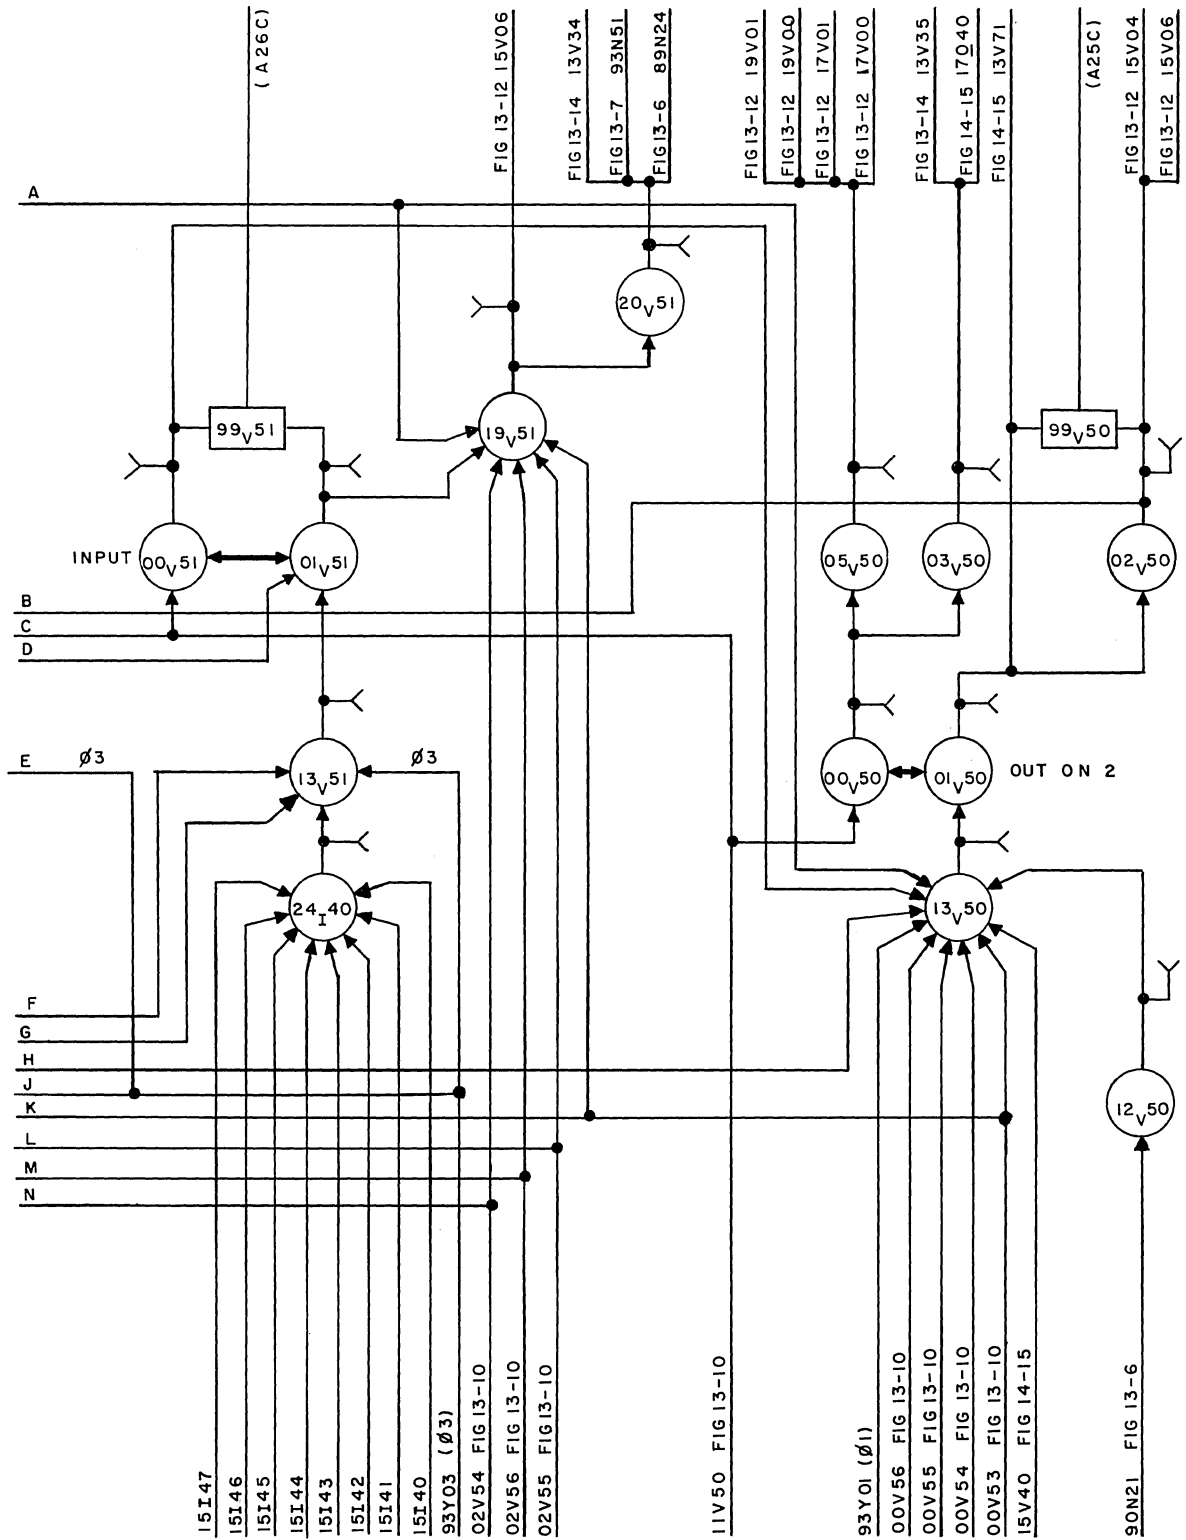 (A26C)
FIG 13-12 15V06
FIG 13-14 13V34
FIG 13-7 93N51
FIG 13-6 89N24
FIG 13-12 19V01
FIG 13-12 19V00
FIG 13-12 17V01
FIG 13-12 17V00
FIG 13-14 13V35
FIG 14-15 17O40
FIG 14-15 13V71
(A25C)
FIG 13-12 15V04
FIG 13-12 15V06
A
20V51
99V51
19V51
99V50
INPUT 00V51
01V51
05V50
03V50
02V50
B
C
D
E Ø3
13V51
Ø3
00V50
01V50
OUT ON 2
24I40
13V50
F
G
H
J
K
12V50
L
M
N
15I47
15I46
15I45
15I44
15I43
15I42
15I41
15I40
93Y03 (Ø3)
02V54 FIG 13-10
02V56 FIG 13-10
02V55 FIG 13-10
11V50 FIG 13-10
93Y01 (Ø1)
00V56 FIG 13-10
00V55 FIG 13-10
00V54 FIG 13-10
00V53 FIG 13-10
15V40 FIG 14-15
90N21 FIG 13-6